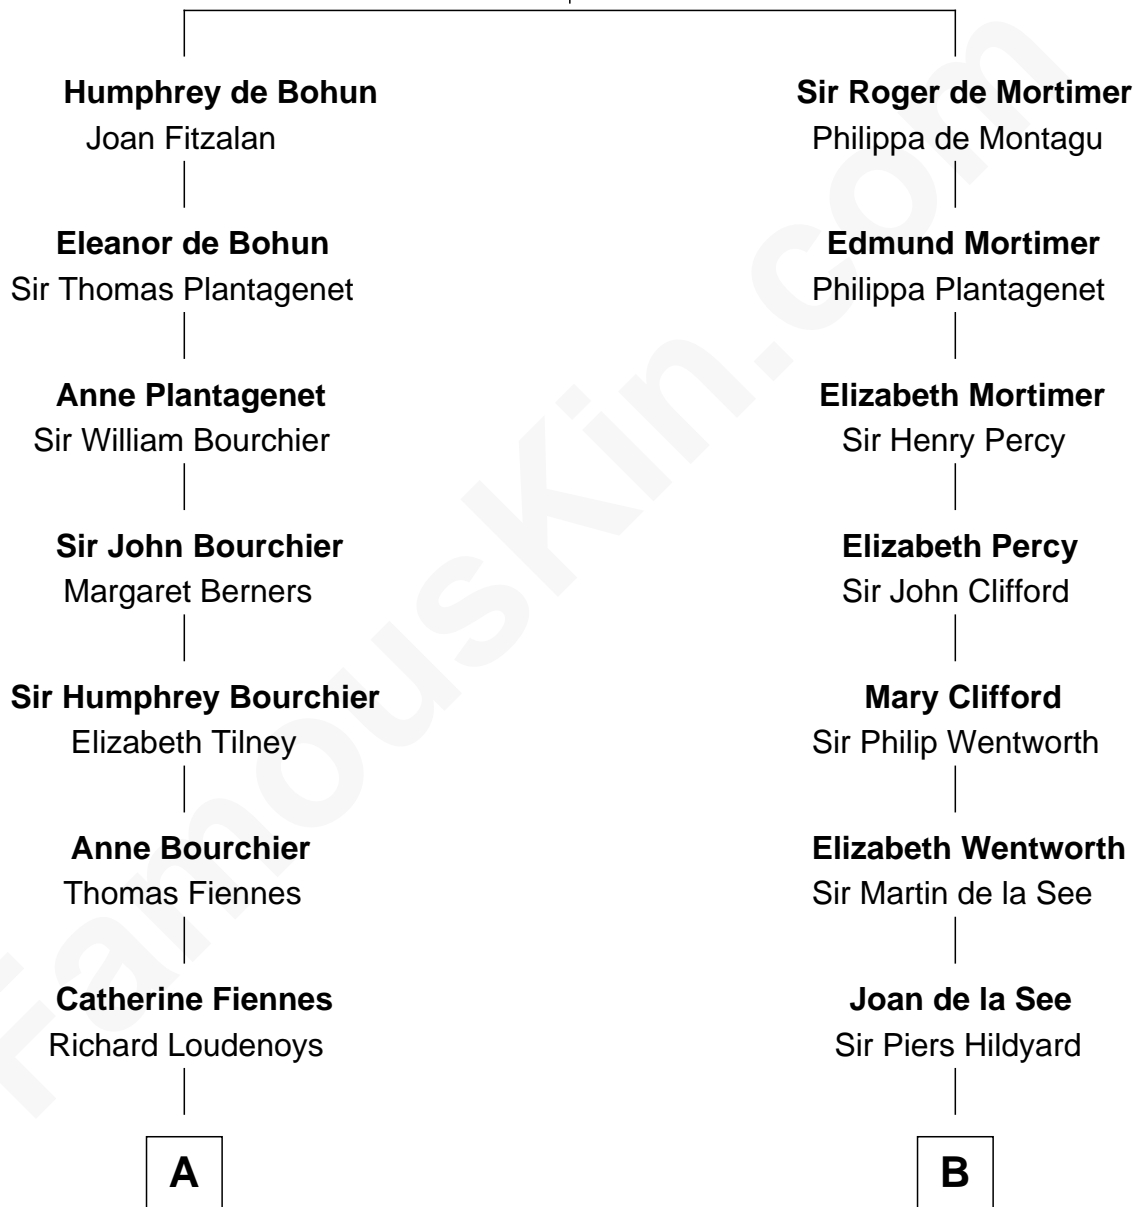 Humphrey de Bohun
Joan Fitzalan
Eleanor de Bohun
Sir Thomas Plantagenet
Anne Plantagenet
Sir William Bourchier
Sir John Bourchier
Margaret Berners
Sir Humphrey Bourchier
Elizabeth Tilney
Anne Bourchier
Thomas Fiennes
Catherine Fiennes
Richard Loudenoys
A
Sir Roger de Mortimer
Philippa de Montagu
Edmund Mortimer
Philippa Plantagenet
Elizabeth Mortimer
Sir Henry Percy
Elizabeth Percy
Sir John Clifford
Mary Clifford
Sir Philip Wentworth
Elizabeth Wentworth
Sir Martin de la See
Joan de la See
Sir Piers Hildyard
B
FamousKin.com